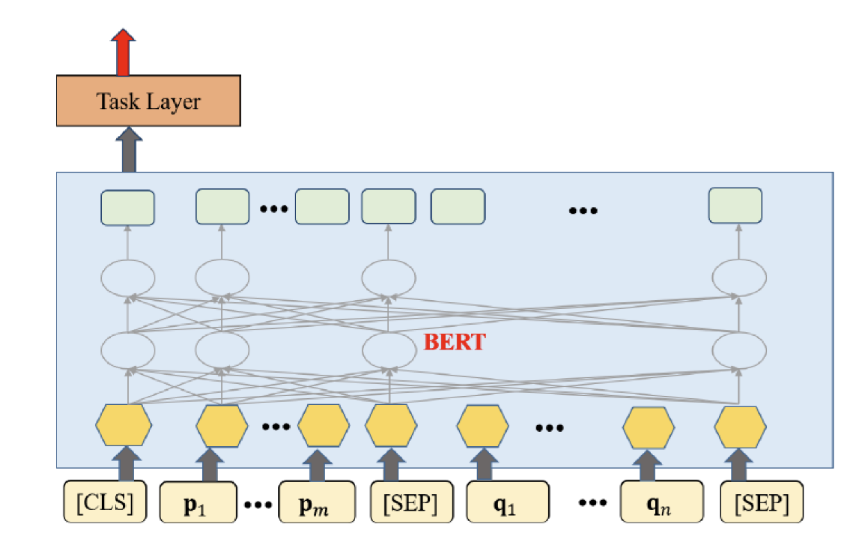 Task Layer
•••
•••
BERT
•••
•••
[CLS] p₁ ••• pₘ [SEP] q₁ ••• qₙ [SEP]